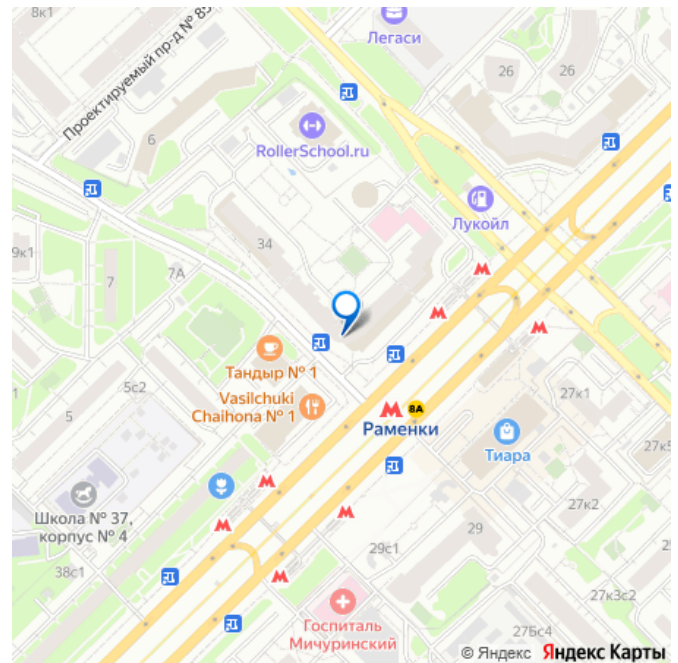 8к1
Проектируемый пр-д № 85
Легаси
26
26
6
RollerSchool.ru
Лукойл
34
9к1
7А
7
Тандыр № 1
5с2
Vasilchuki
Chaihona № 1
5
8А
Раменки
27к1
Тиара
27к5
Школа № 37,
корпус № 4
27к2
29
29с1
38с1
27к3с2
Госпиталь
Мичуринский
27Бс4
© Яндекс Яндекс Карты